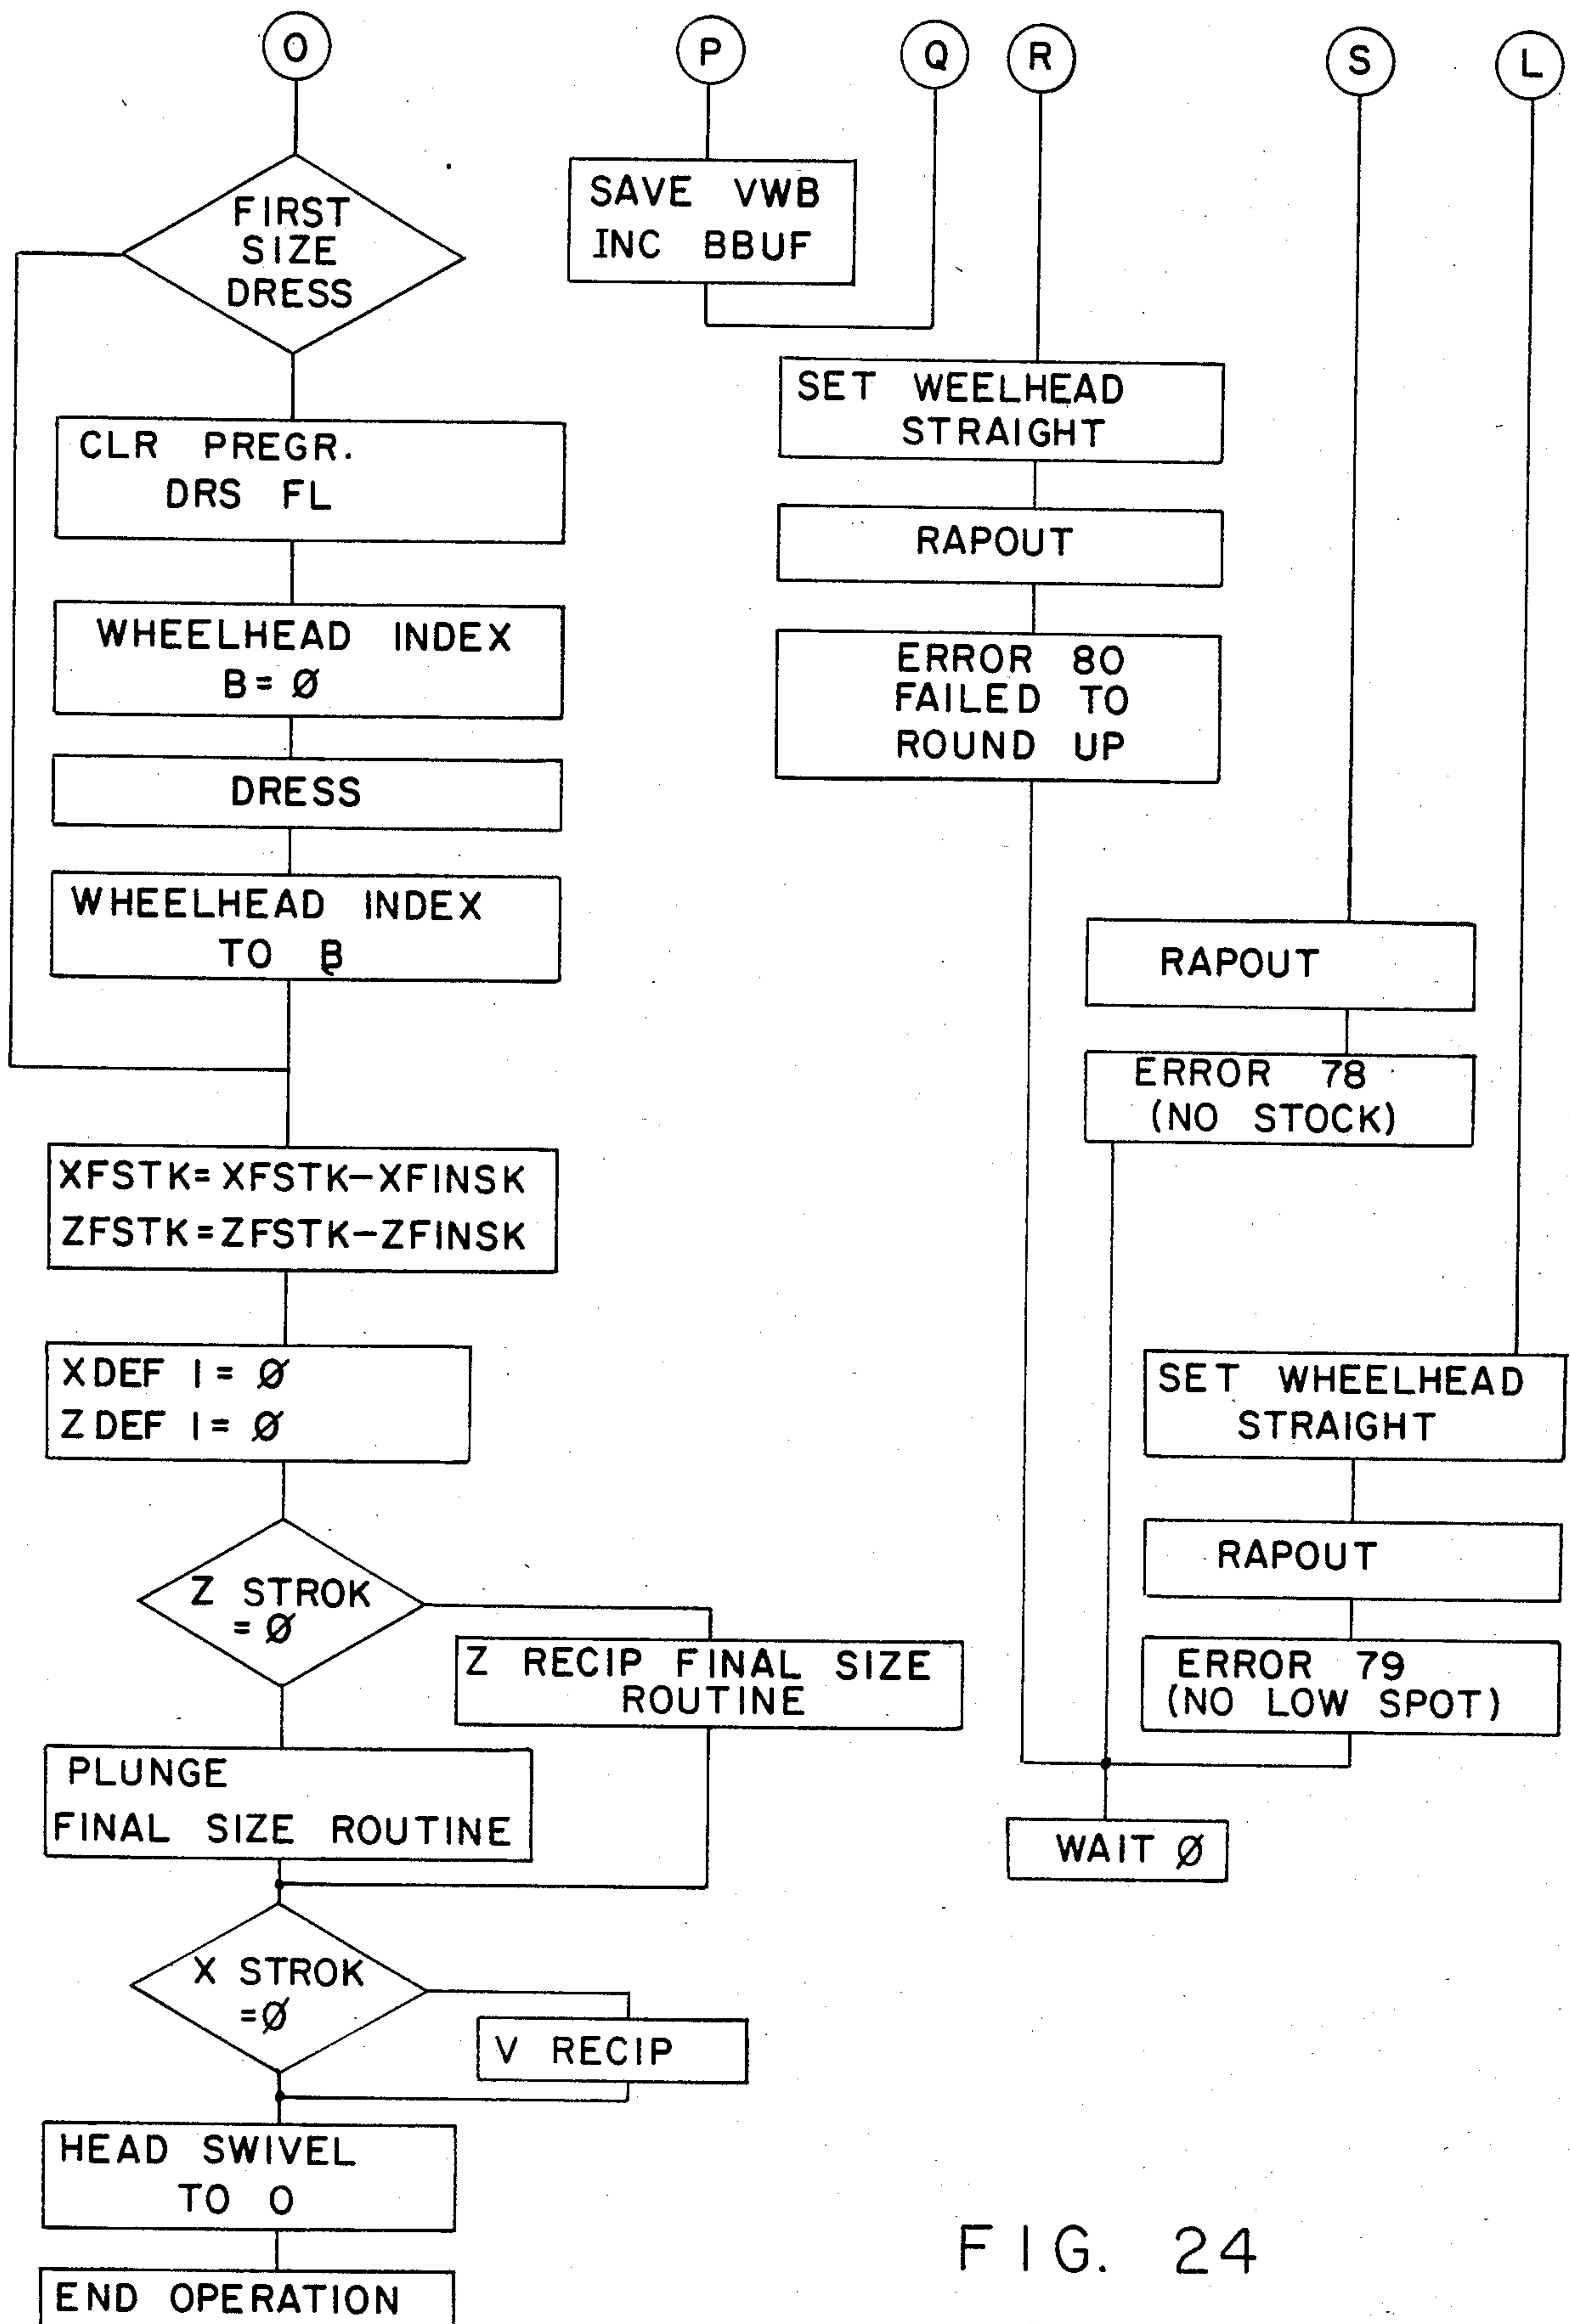 O
P
Q
R
S
L
FIRST
SIZE
DRESS
CLR PREGR.
DRS FL
WHEELHEAD INDEX
B = Ø
DRESS
WHEELHEAD INDEX
TO B
XFSTK=XFSTK-XFINSK
ZFSTK=ZFSTK-ZFINSK
XDEF I = Ø
ZDEF I = Ø
Z STROK
= Ø
Z RECIP FINAL SIZE
ROUTINE
PLUNGE
FINAL SIZE ROUTINE
X STROK
=Ø
V RECIP
HEAD SWIVEL
TO O
END OPERATION
SAVE VWB
INC BBUF
SET WEELHEAD
STRAIGHT
RAPOUT
ERROR 80
FAILED TO
ROUND UP
RAPOUT
ERROR 78
(NO STOCK)
SET WHEELHEAD
STRAIGHT
RAPOUT
ERROR 79
(NO LOW SPOT)
WAIT Ø
FIG. 24